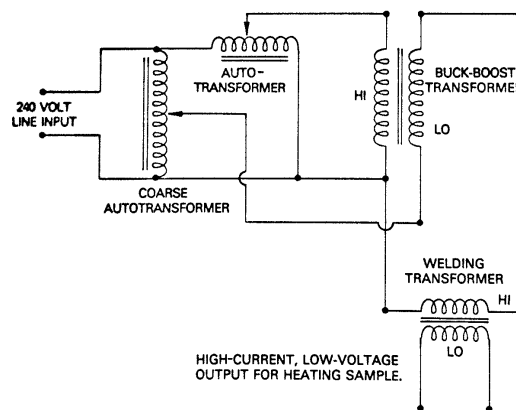 AUTO-
TRANSFORMER
BUCK-BOOST
TRANSFORME
HI
240 VOLT
LINE INPUT
LO
COARSE
AUTOTRANSFORMER
WELDING
TRANSFORMER
HI
LO
HIGH-CURRENT, LOW-VOLTAGE
OUTPUT FOR HEATING SAMPLE.